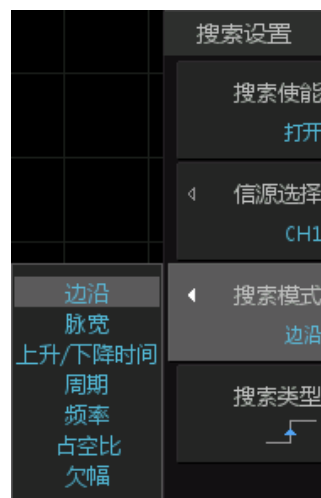 搜索设置
搜索使能
打开
信源选择
CH1
搜索模式
边沿
搜索类型
边沿
脉宽
上升/下降时间
周期
频率
占空比
欠幅